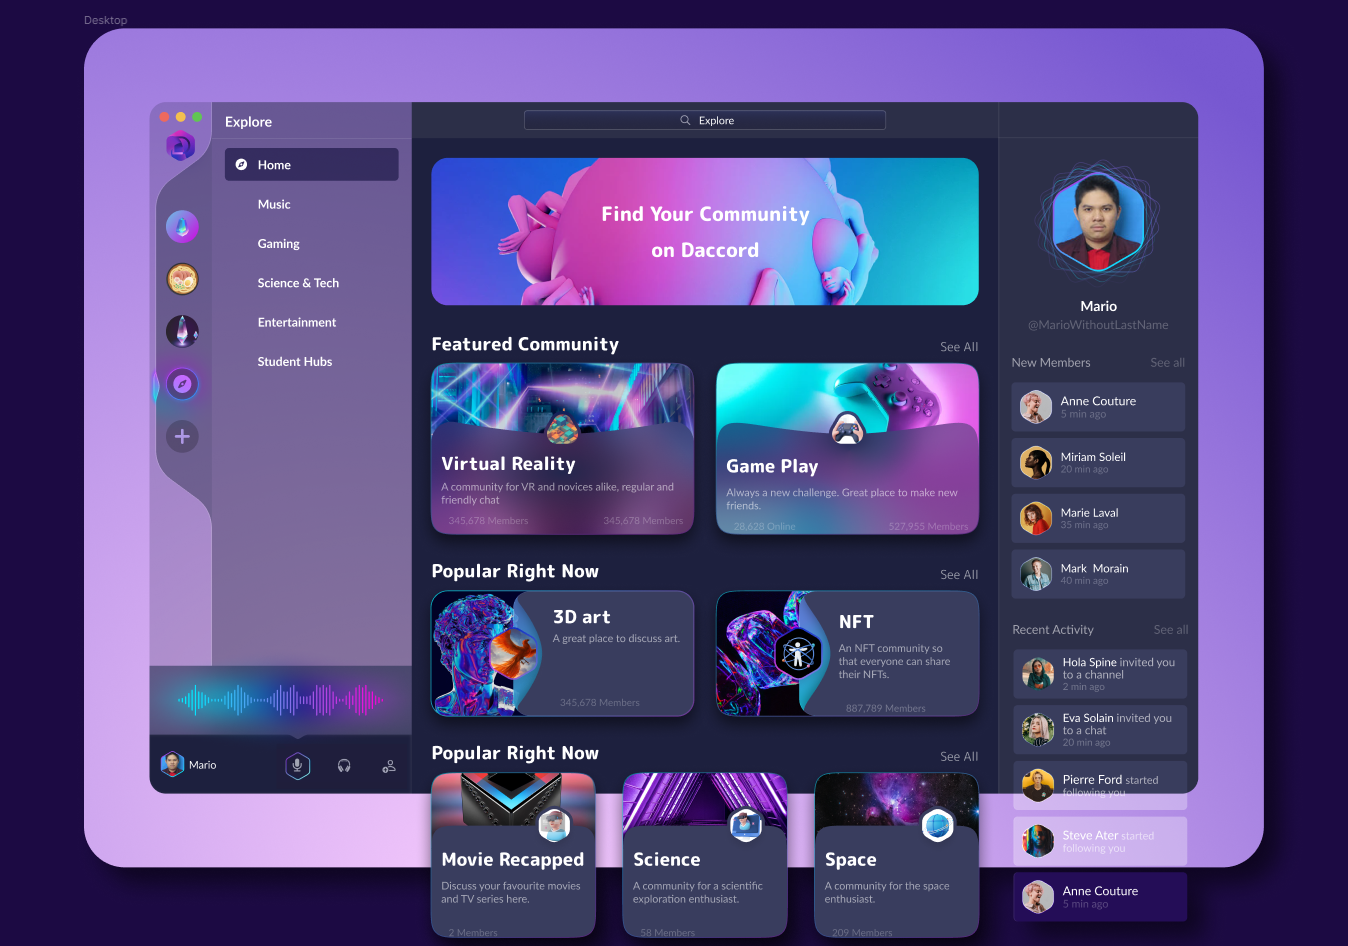 Desktop
Explore
Explore
Home
Music
Gaming
Science & Tech
Entertainment
Student Hubs
Mario
Find Your Community
on Daccord
Featured Community
See All
Virtual Reality
A community for VR and novices alike, regular and
friendly chat
345,678 Members
345,678 Members
Game Play
Always a new challenge. Great place to make new
friends.
28,628 Online
527,955 Members
Popular Right Now
See All
3D art
A great place to discuss art.
345,678 Members
NFT
An NFT community so
that everyone can share
their NFTs.
887,789 Members
Popular Right Now
See All
Movie Recapped
Discuss your favourite movies
and TV series here.
2 Members
Science
A community for a scientific
exploration enthusiast.
58 Members
Space
A community for the space
enthusiast.
209 Members
Mario
@MarioWithoutLastName
New Members
See all
Anne Couture
5 min ago
Miriam Soleil
20 min ago
Marie Laval
35 min ago
Mark Morain
40 min ago
Recent Activity
See all
Hola Spine invited you
to a channel
2 min ago
Eva Solain invited you
to a chat
20 min ago
Pierre Ford started
following you
Steve Ater started
following you
Anne Couture
5 min ago